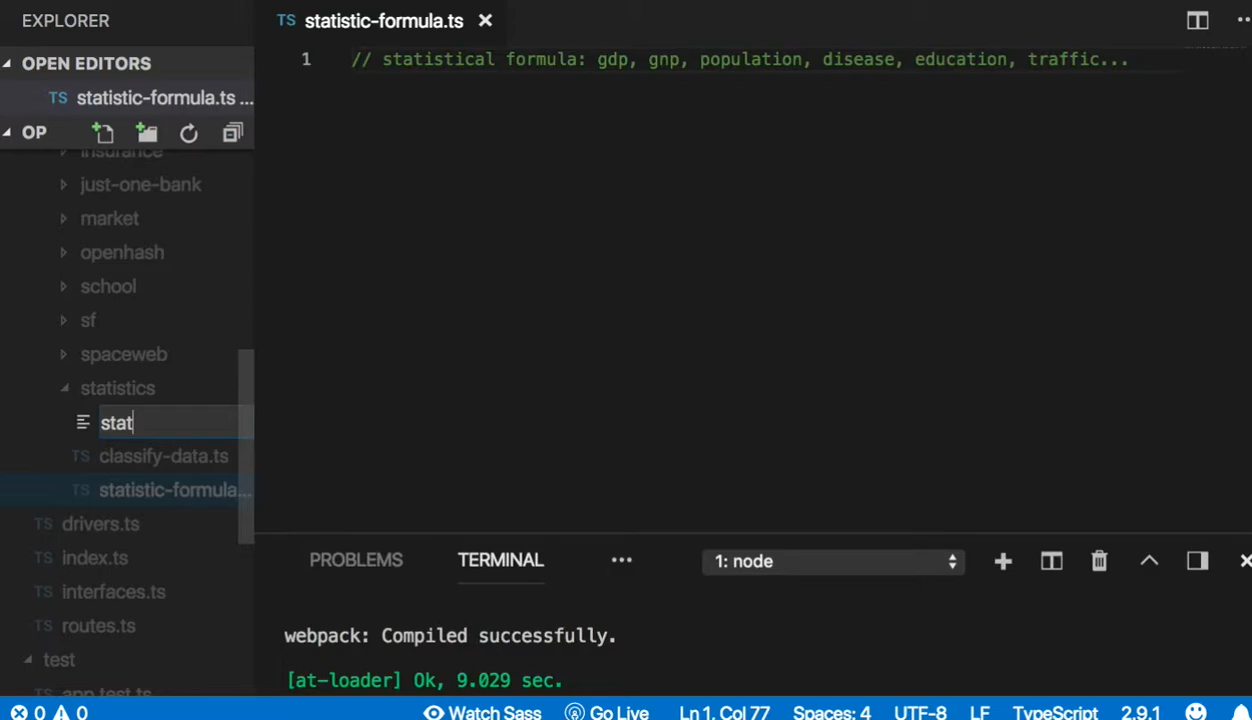 EXPLORER
TS statistic-formula.ts
1 // statistical formula: gdp, gnp, population, disease, education, traffic...
OPEN EDITORS
TS statistic-formula.ts ...
OP
insurance
just-one-bank
market
openhash
school
sf
spaceweb
statistics
stat
TS classify-data.ts
TS statistic-formula...
TS drivers.ts
TS index.ts
TS interfaces.ts
TS routes.ts
test
app.test.ts
PROBLEMS TERMINAL ... 1: node
webpack: Compiled successfully.
[at-loader] Ok, 9.029 sec.
0 0 Watch Sass Go Live Ln 1, Col 77 Spaces: 4 UTF-8 LF TypeScript 2.9.1